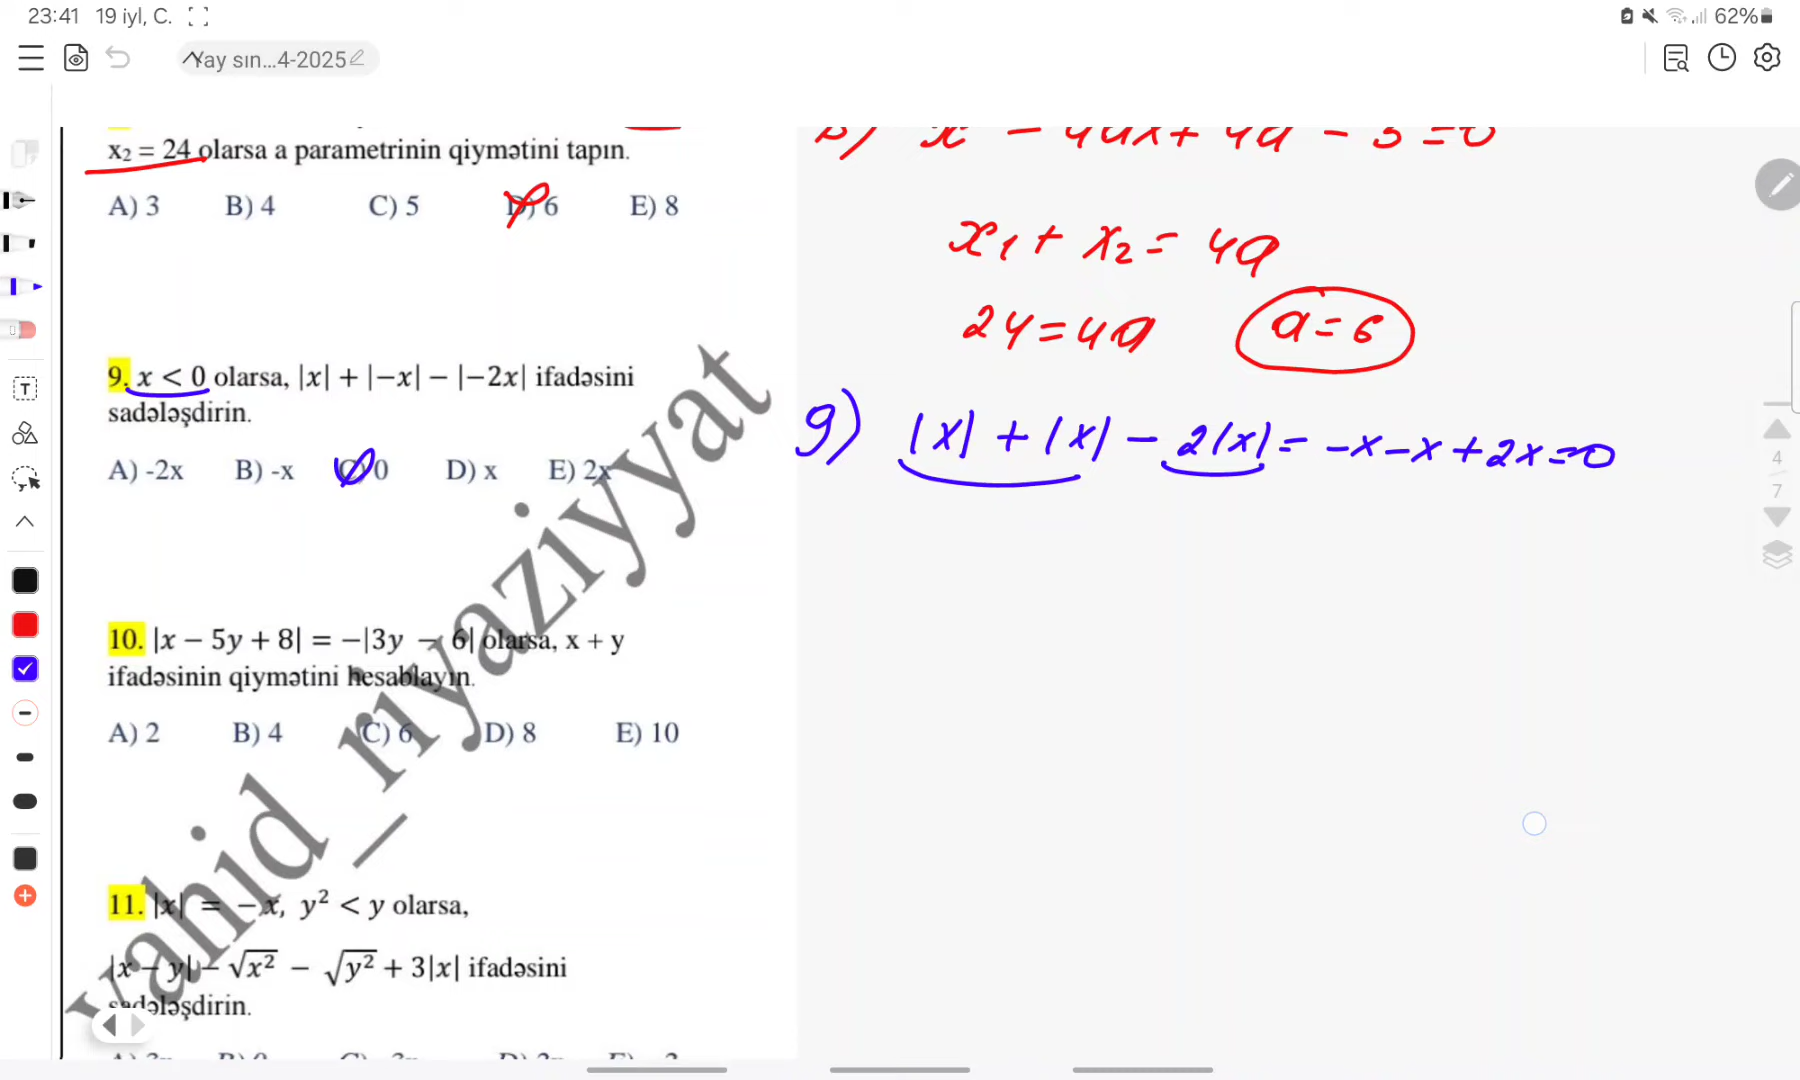 23:41 19 iyl, C.
62%
Yay sın...4-2025
x₂ = 24 olarsa a parametrinin qiymətini tapın.
A) 3 B) 4 C) 5 D) 6 E) 8
x₁ + x₂ = 4a
24 = 4a a = 6
9. x < 0 olarsa, |x| + |−x| − |−2x| ifadəsini
sadələşdirin.
A) -2x B) -x C) 0 D) x E) 2x
9) |x| + |x| − 2|x| = −x−x+2x=0
4
7
10. |x − 5y + 8| = −|3y − 6| olarsa, x + y
ifadəsinin qiymətini hesablayın.
A) 2 B) 4 C) 6 D) 8 E) 10
11. |x| = −x, y² < y olarsa,
|x − y| − √x² − √y² + 3|x| ifadəsini
sadələşdirin.
vahid_riyaziyyat